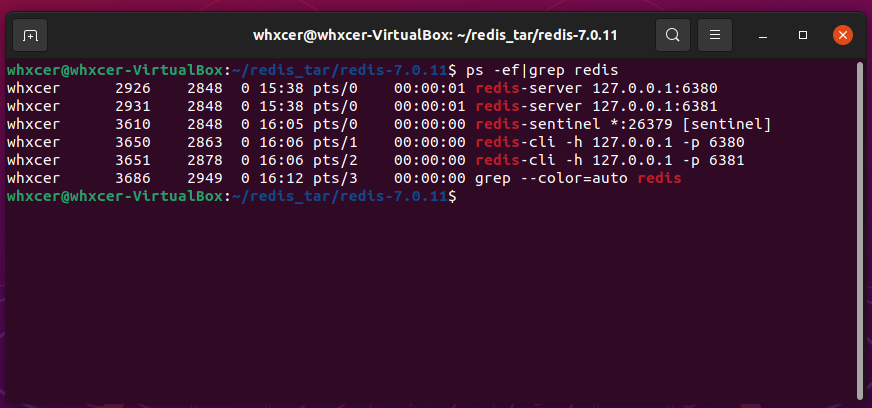 whxcer@whxcer-VirtualBox: ~/redis_tar/redis-7.0.11
whxcer@whxcer-VirtualBox:~/redis_tar/redis-7.0.11$ ps -ef|grep redis
whxcer      2926    2848  0 15:38 pts/0    00:00:01 redis-server 127.0.0.1:6380
whxcer      2931    2848  0 15:38 pts/0    00:00:01 redis-server 127.0.0.1:6381
whxcer      3610    2848  0 16:05 pts/0    00:00:00 redis-sentinel *:26379 [sentinel]
whxcer      3650    2863  0 16:06 pts/1    00:00:00 redis-cli -h 127.0.0.1 -p 6380
whxcer      3651    2878  0 16:06 pts/2    00:00:00 redis-cli -h 127.0.0.1 -p 6381
whxcer      3686    2949  0 16:12 pts/3    00:00:00 grep --color=auto redis
whxcer@whxcer-VirtualBox:~/redis_tar/redis-7.0.11$